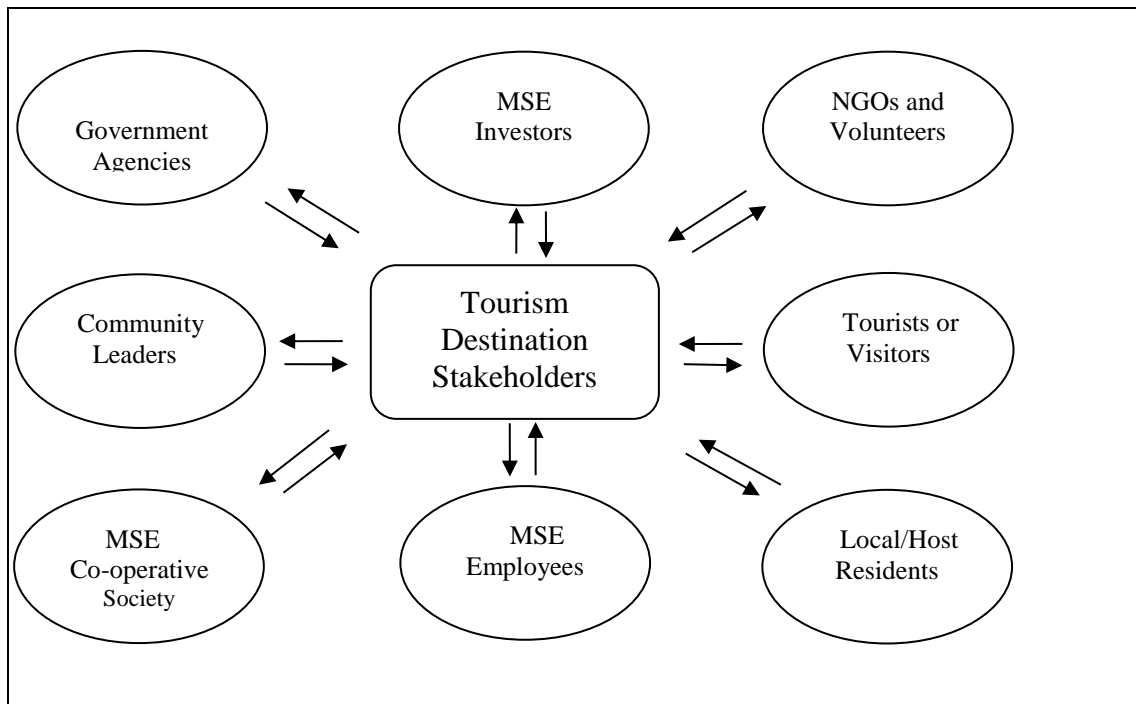 Government
Agencies
MSE
Investors
NGOs and
Volunteers
Community
Leaders
Tourism
Destination
Stakeholders
Tourists or
Visitors
MSE
Co-operative
Society
MSE
Employees
Local/Host
Residents